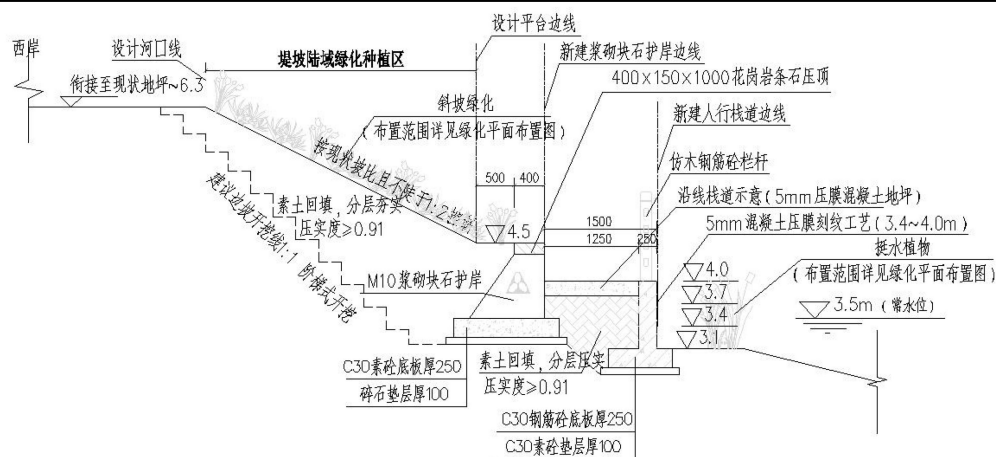 西岸
设计河口线
堤坡陆域绿化种植区
设计平台边线
新建浆砌块石护岸边线
400×150×1000花岗岩条石压顶
衔接至现状地坪~6.3
斜坡绿化
(布置范围详见绿化平面布置图)
新建人行栈道边线
仿木钢筋砼栏杆
按现状坡比且不陡于1:2控制
建议边坡开挖线1:1 阶梯式开挖
素土回填，分层夯实
压实度≥0.91
500
400
4.5
1500
1250
250
沿线栈道示意(5mm压膜混凝土地坪)
5mm混凝土压膜刻纹工艺(3.4~4.0m)
挺水植物
(布置范围详见绿化平面布置图)
4.0
3.7
3.4
3.1
3.5m(常水位)
M10浆砌块石护岸
C30素砼底板厚250
碎石垫层厚100
素土回填，分层压实
压实度≥0.91
C30钢筋砼底板厚250
C30素砼垫层厚100